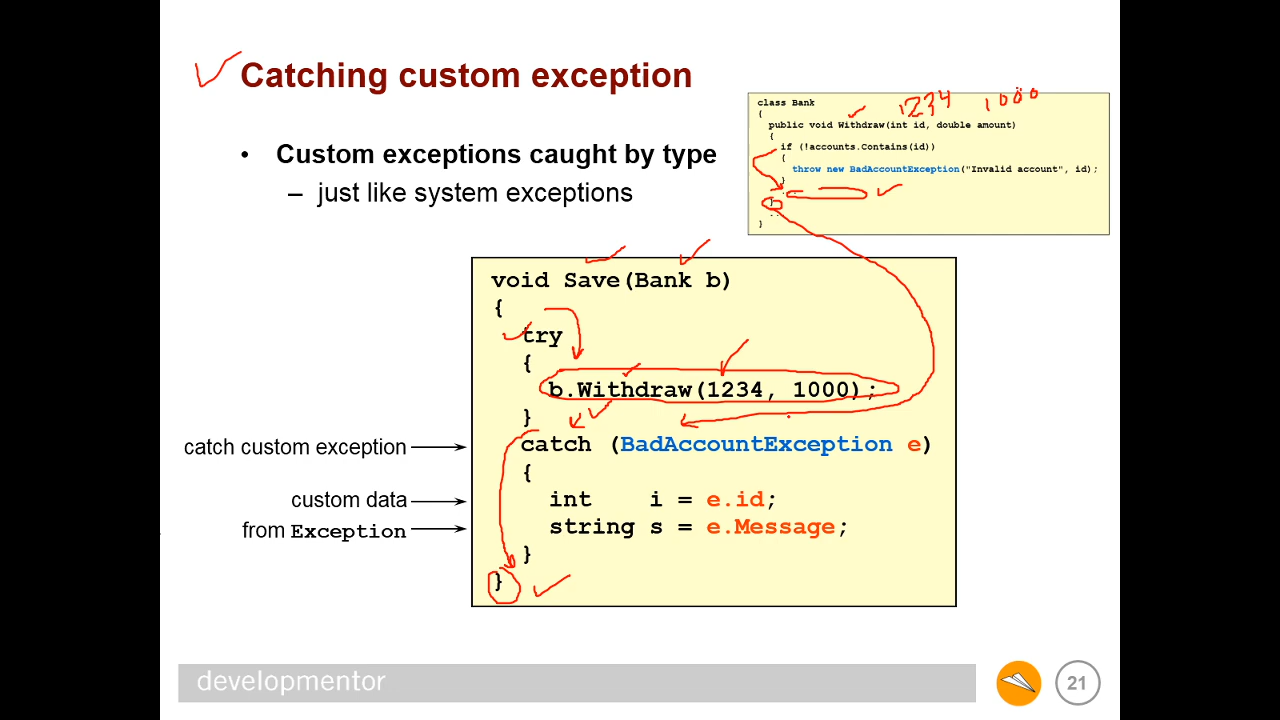 Catching custom exception
• Custom exceptions caught by type
– just like system exceptions
1234 1000
class Bank
{
public void Withdraw(int id, double amount)
{
if (!accounts.Contains(id))
{
throw new BadAccountException("Invalid account", id);
}
...
}
...
}
void Save(Bank b)
{
try
{
b.Withdraw(1234, 1000);
}
catch (BadAccountException e)
{
int i = e.id;
string s = e.Message;
}
}
catch custom exception
custom data
from Exception
developmentor
21